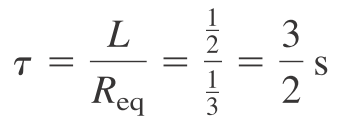 τ = L / R_eq = (1/2) / (1/3) = 3/2 s